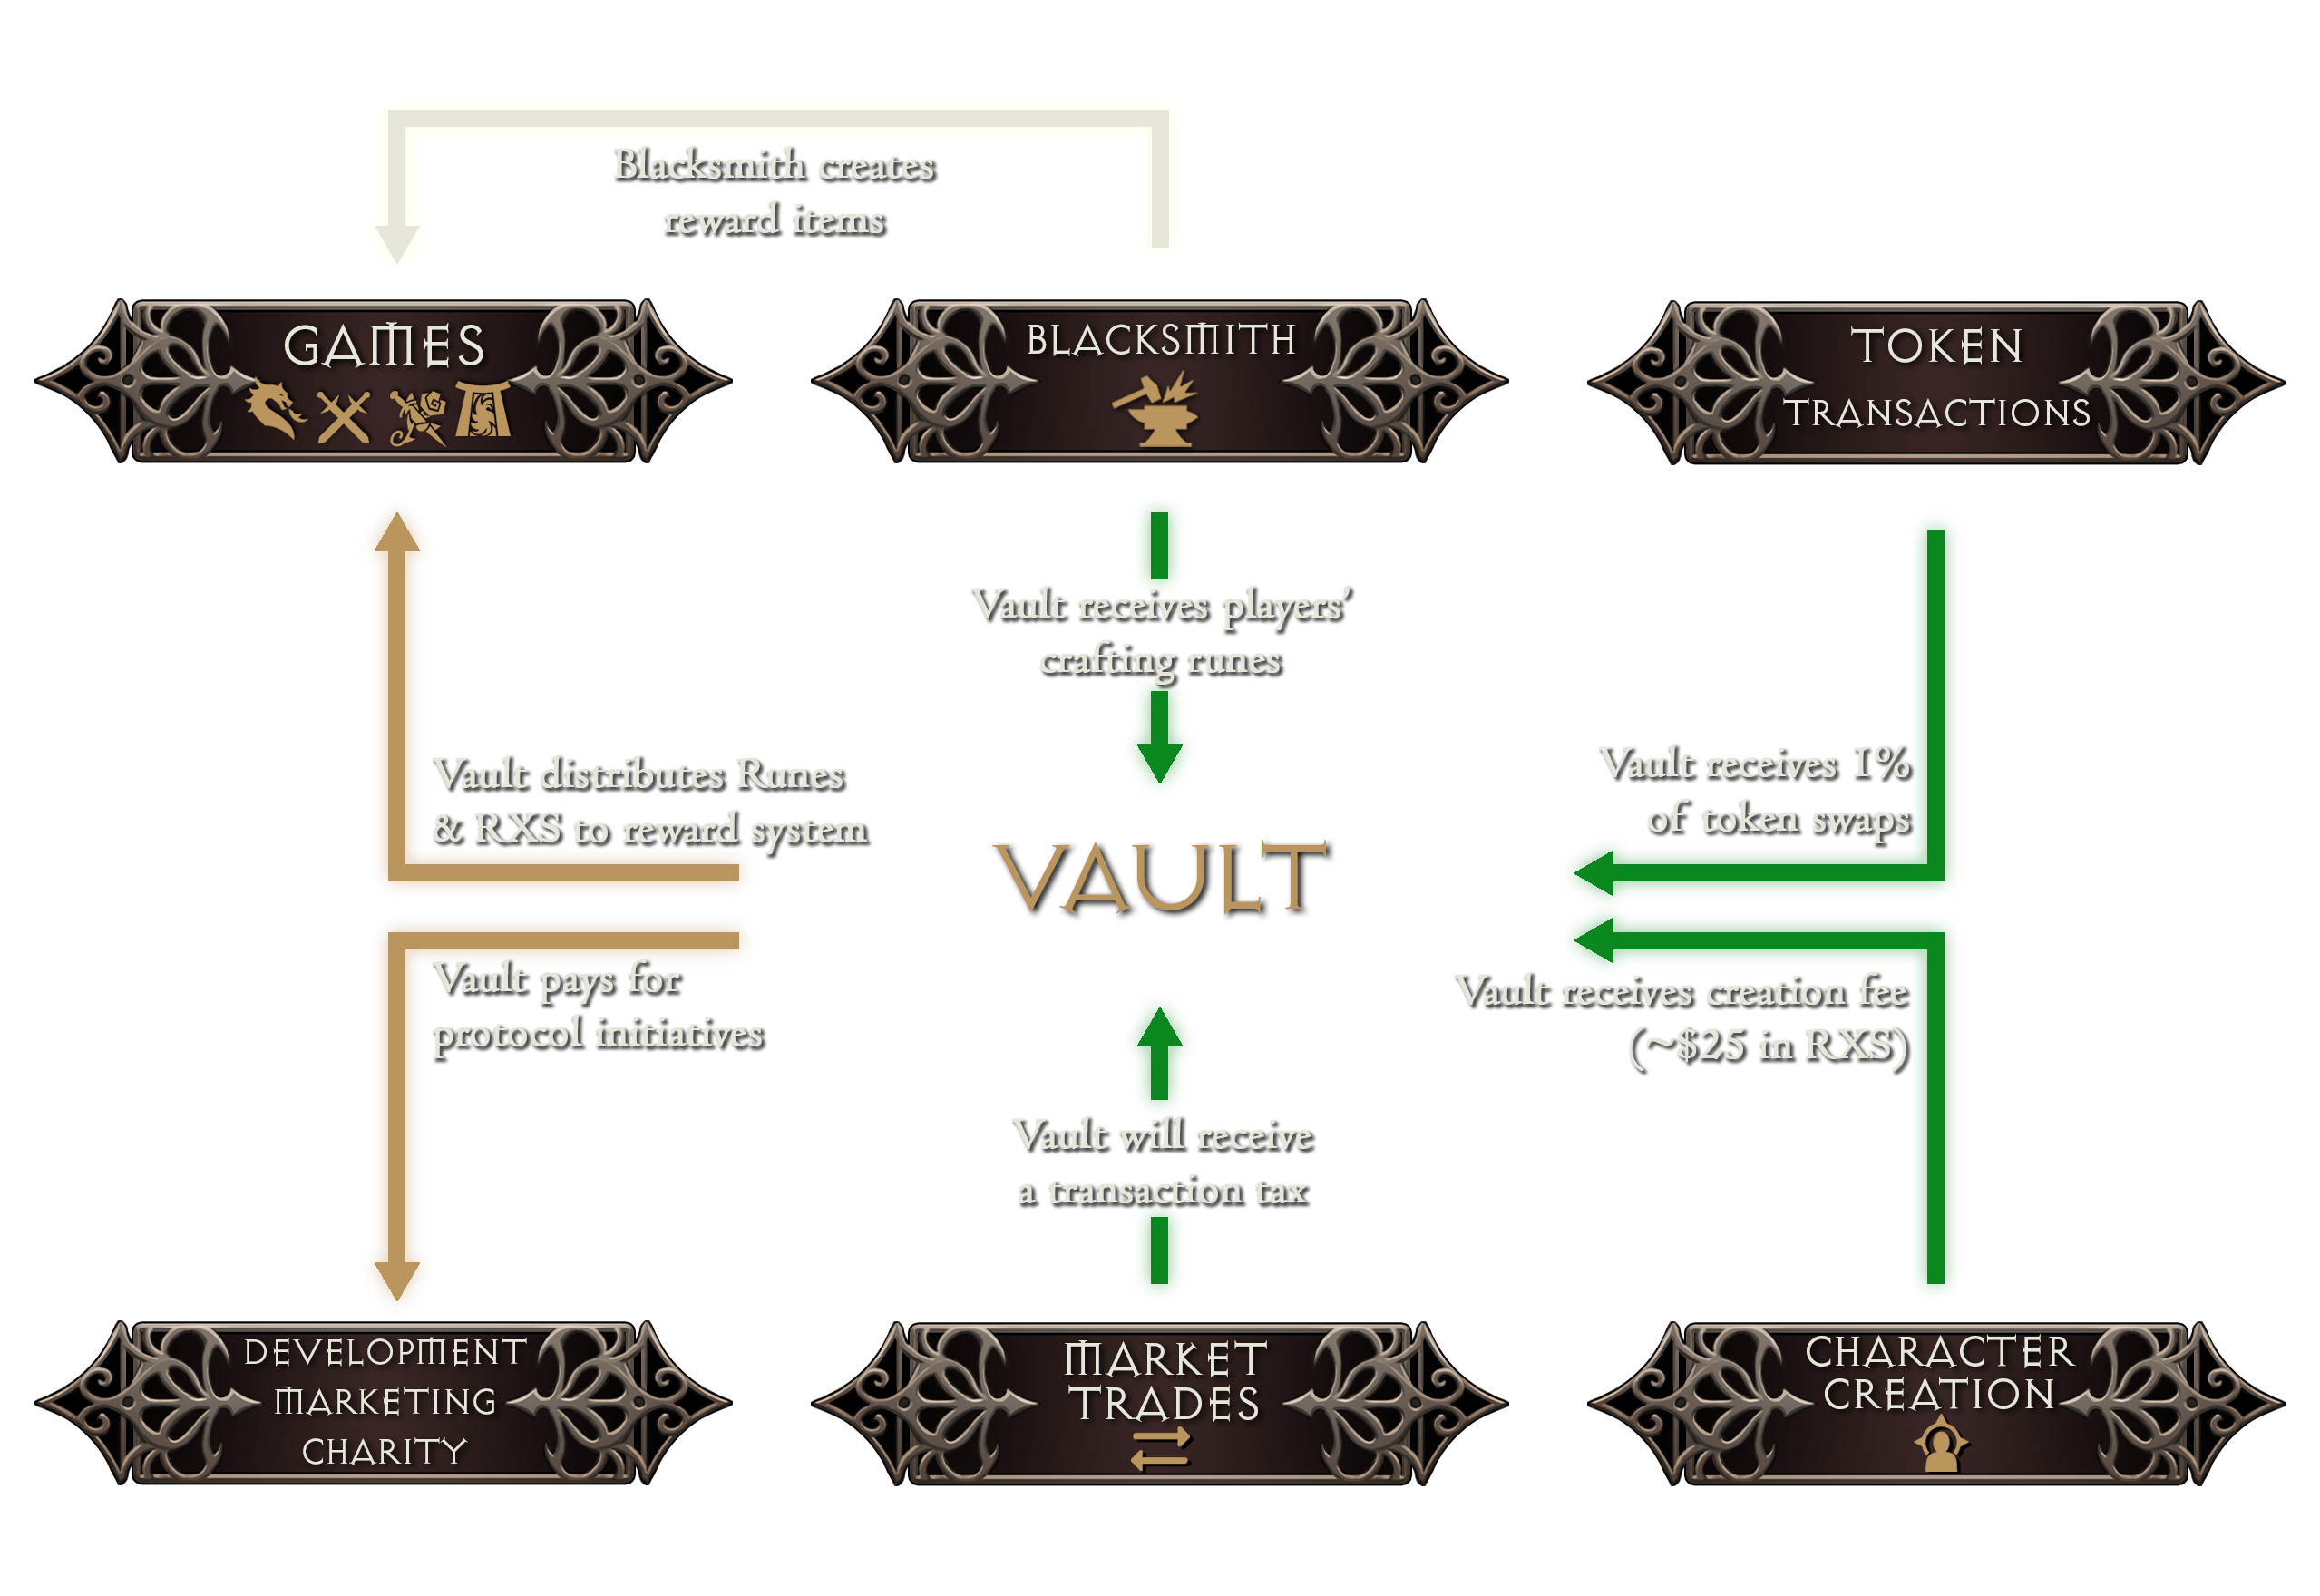 Blacksmith creates
reward items
GAMES
BLACKSMITH
TOKEN
TRANSACTIONS
Vault receives players’
crafting runes
Vault distributes Runes
& RXS to reward system
Vault receives 1%
of token swaps
VAULT
Vault pays for
protocol initiatives
Vault receives creation fee
(~$25 in RXS)
Vault will receive
a transaction tax
DEVELOPMENT
MARKETING
CHARITY
MARKET
TRADES
CHARACTER
CREATION